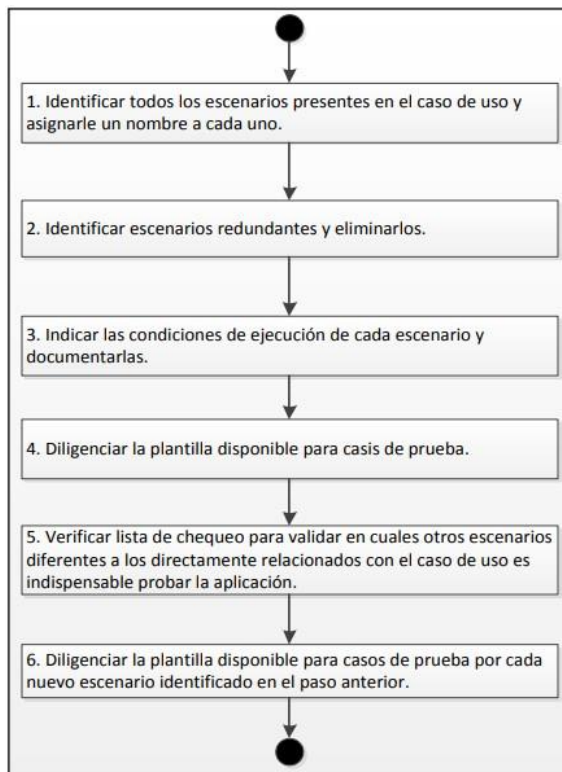 1. Identificar todos los escenarios presentes en el caso de uso y
asignarle un nombre a cada uno.
2. Identificar escenarios redundantes y eliminarlos.
3. Indicar las condiciones de ejecución de cada escenario y
documentarlas.
4. Diligenciar la plantilla disponible para casis de prueba.
5. Verificar lista de chequeo para validar en cuales otros escenarios
diferentes a los directamente relacionados con el caso de uso es
indispensable probar la aplicación.
6. Diligenciar la plantilla disponible para casos de prueba por cada
nuevo escenario identificado en el paso anterior.